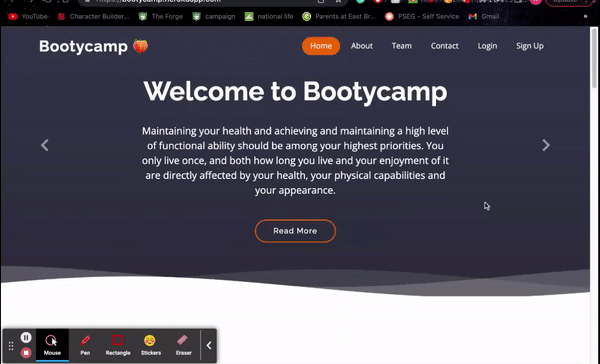 https://bootycamp.herokuapp.com
YouTube
Character Builder...
The Forge
campaign
national life
Parents at East Br...
PSEG - Self Service
Gmail
»
Bootycamp 🍑
Home
About
Team
Contact
Login
Sign Up
Welcome to Bootycamp
Maintaining your health and achieving and maintaining a high level
of functional ability should be among your highest priorities. You
only live once, and both how long you live and your enjoyment of it
are directly affected by your health, your physical capabilities and
your appearance.
Read More
Mouse
Pen
Rectangle
Stickers
Eraser